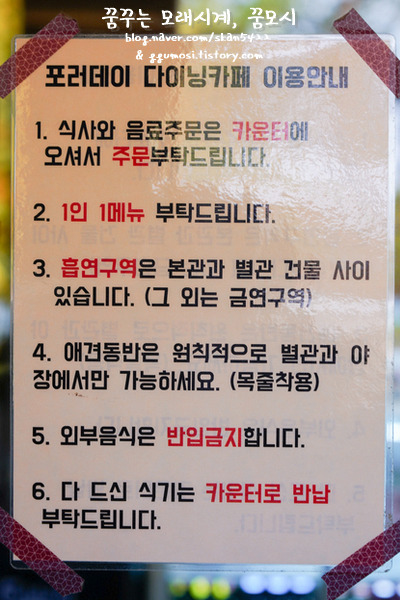 꿈꾸는 모래시계, 꿈모시
blog.naver.com/skan5422
& ggumosi.tistory.com
포러데이 다이닝카페 이용안내
1. 식사와 음료주문은 카운터에
오셔서 주문부탁드립니다.
2. 1인 1메뉴 부탁드립니다.
3. 흡연구역은 본관과 별관 건물 사이
있습니다. (그 외는 금연구역)
4. 애견동반은 원칙적으로 별관과 야
장에서만 가능하세요. (목줄착용)
5. 외부음식은 반입금지합니다.
6. 다 드신 식기는 카운터로 반납
부탁드립니다.